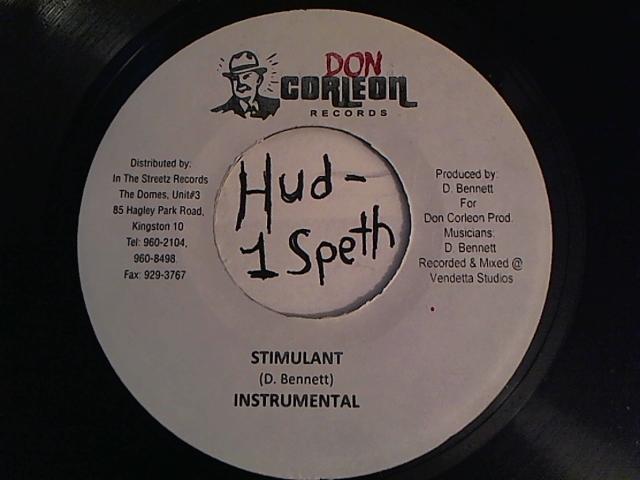 DON
CORLEON
RECORDS
Distributed by:
In The Streetz Records
The Domes, Unit#3
85 Hagley Park Road,
Kingston 10
Tel: 960-2104,
960-8498.
Fax: 929-3767
Hud-
1 Speth
Produced by:
D. Bennett
For
Don Corleon Prod.
Musicians:
D. Bennett
Recorded & Mixed @
Vendetta Studios
STIMULANT
(D. Bennett)
INSTRUMENTAL